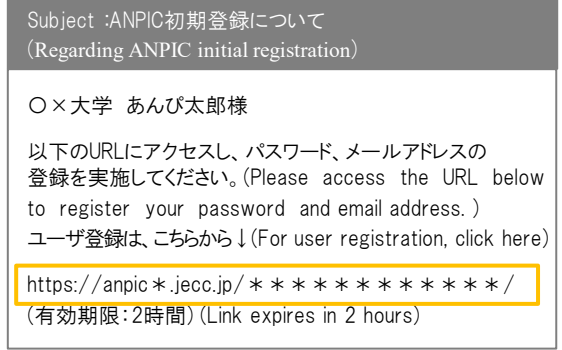 Subject :ANPIC初期登録について
(Regarding ANPIC initial registration)
〇×大学 あんぴ太郎様
以下のURLにアクセスし、パスワード、メールアドレスの
登録を実施してください。(Please access the URL below
to register your password and email address. )
ユーザ登録は、こちらから↓(For user registration, click here)
https://anpic＊.jecc.jp/＊＊＊＊＊＊＊＊＊＊＊＊/
(有効期限：2時間) (Link expires in 2 hours)